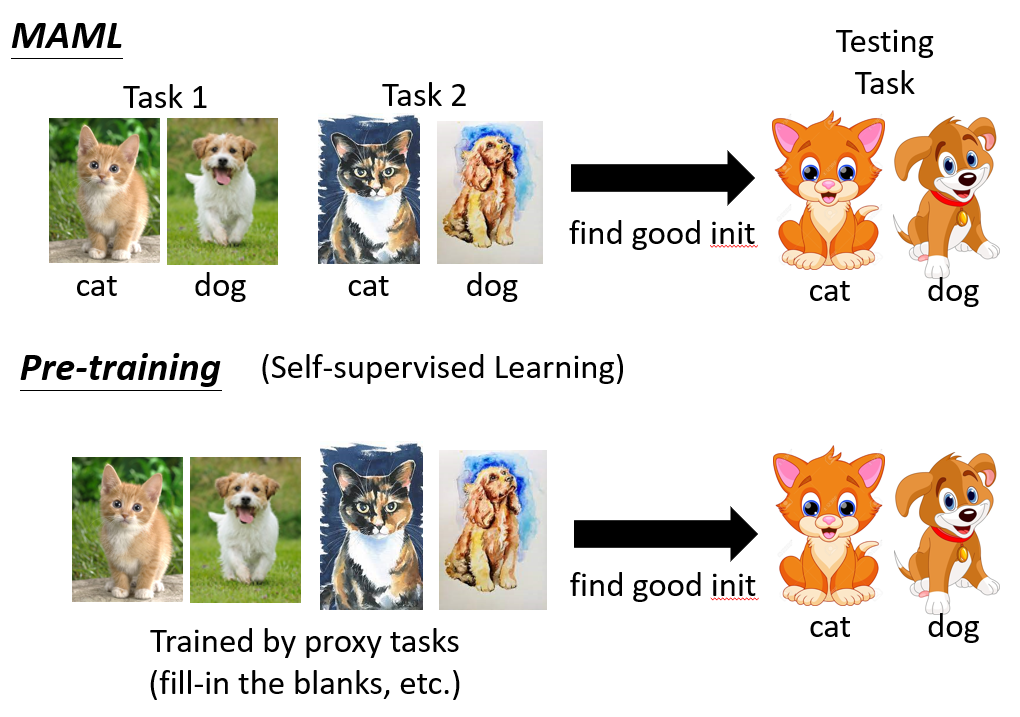 MAML
Testing
Task
Task 1
Task 2
find good init
cat
dog
cat
dog
cat
dog
Pre-training
(Self-supervised Learning)
find good init
cat
dog
Trained by proxy tasks
(fill-in the blanks, etc.)